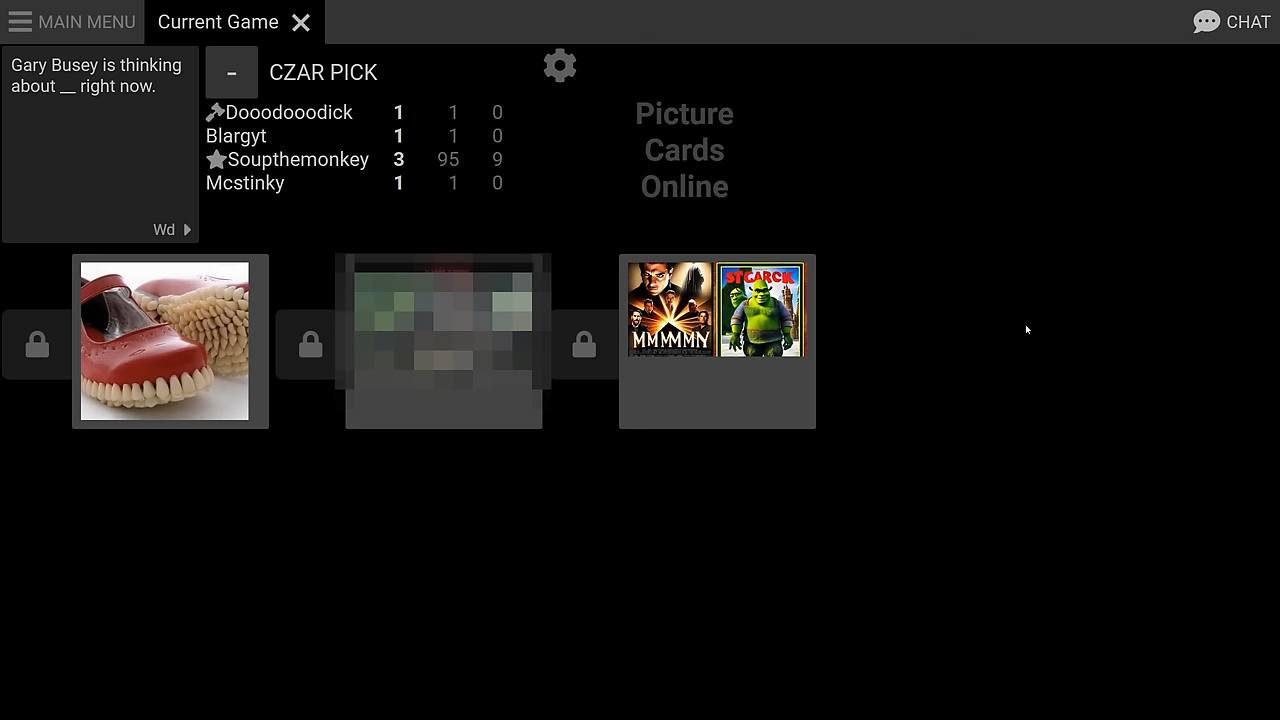 MAIN MENU
Current Game
CHAT
Gary Busey is thinking
about __ right now.
Wd
-
CZAR PICK
Dooodooodick 1 1 0
Blargyt 1 1 0
Soupthemonkey 3 95 9
Mcstinky 1 1 0
Picture
Cards
Online
MMMMMY
STGARCK